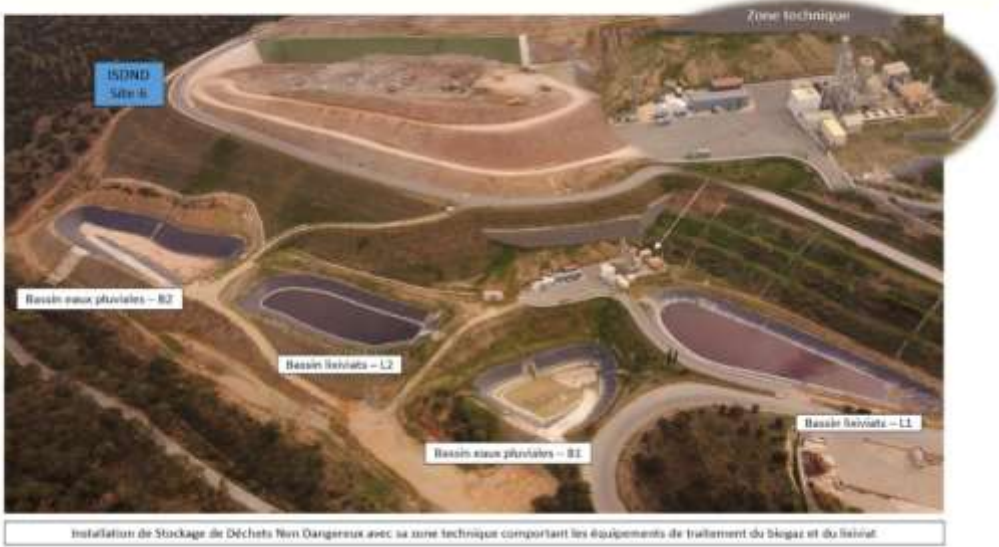 Zone technique
ISDND
Site 6
Bassin eaux pluviales – B2
Bassin lixiviats – L2
Bassin eaux pluviales – B1
Bassin lixiviats – L1
Installation de Stockage de Déchets Non Dangereux avec sa zone technique comportant les équipements de traitement du biogaz et du lixiviat